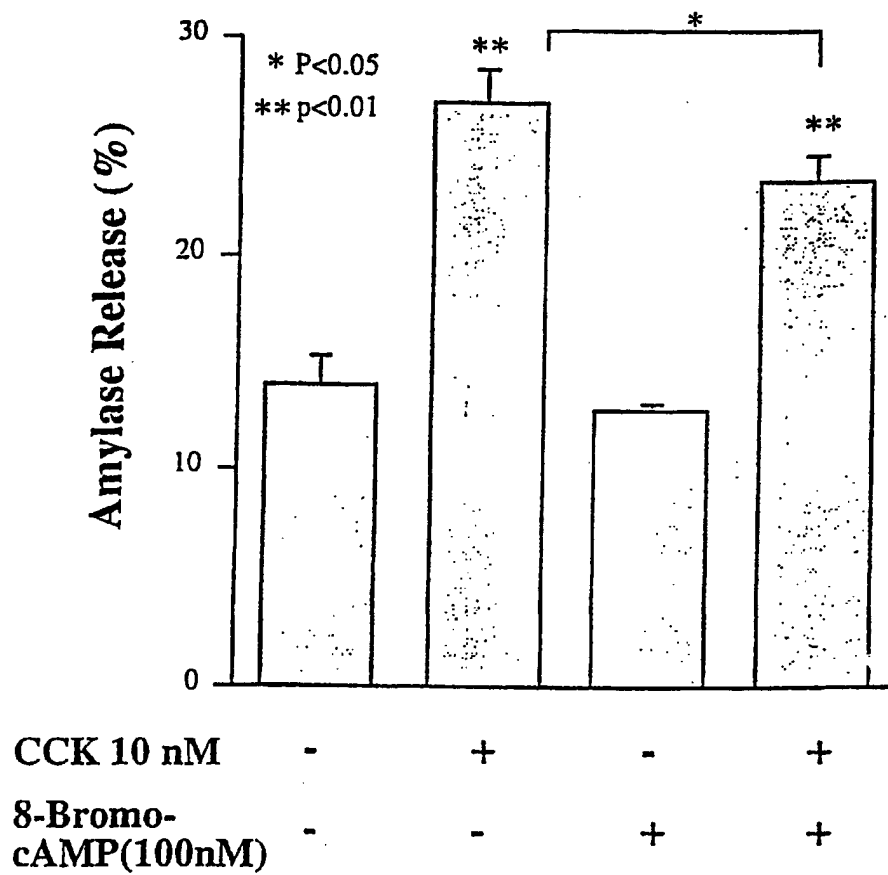 30
*
**
* P<0.05
** p<0.01
**
20
10
0
Amylase Release (%)
CCK 10 nM - + - +
8-Bromo-
cAMP(100nM) - - + +